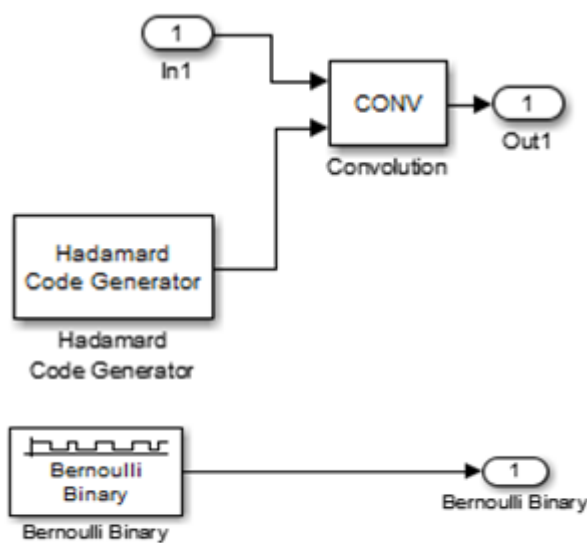 1
In1
CONV
Convolution
1
Out1
Hadamard
Code Generator
Hadamard
Code Generator
Bernoulli
Binary
Bernoulli Binary
1
Bernoulli Binary